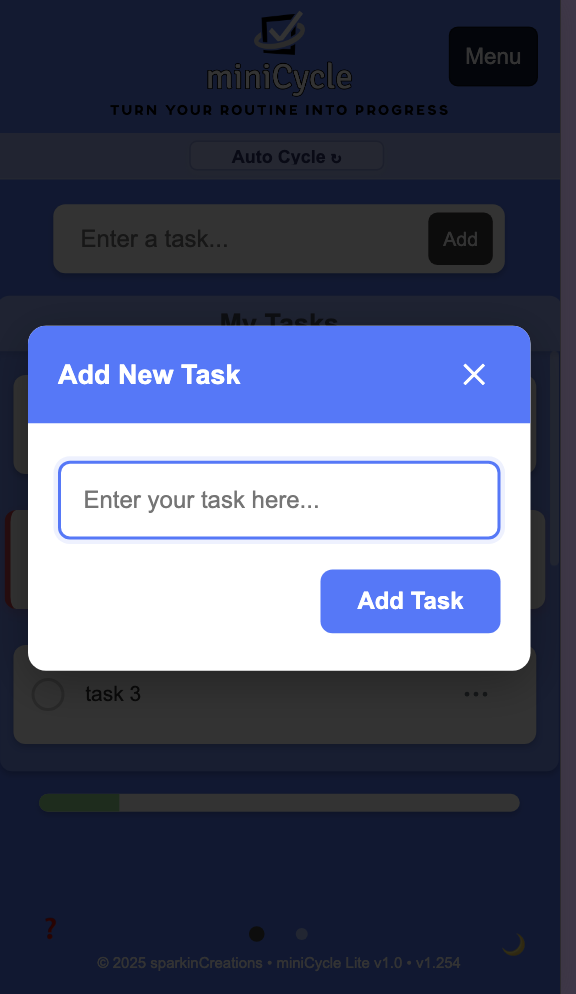 miniCycle
TURN YOUR ROUTINE INTO PROGRESS
Menu
Auto Cycle ↻
Enter a task...
Add
My Tasks
Add New Task
Enter your task here...
Add Task
task 3
?
© 2025 sparkinCreations • miniCycle Lite v1.0 • v1.254